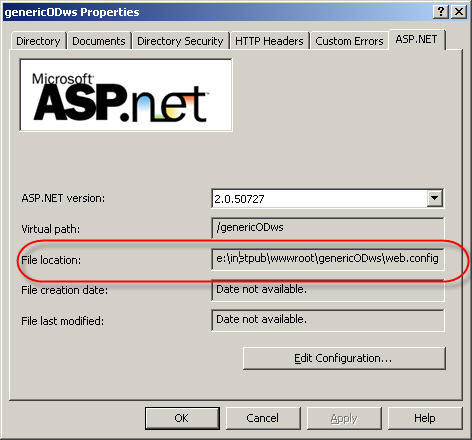 genericODws Properties
Directory Documents Directory Security HTTP Headers Custom Errors ASP.NET
Microsoft
ASP.net
ASP.NET version: 2.0.50727
Virtual path: /genericODws
File location: e:\inetpub\wwwroot\genericODws\web.config
File creation date: Date not available.
File last modified: Date not available.
Edit Configuration...
OK Cancel Apply Help